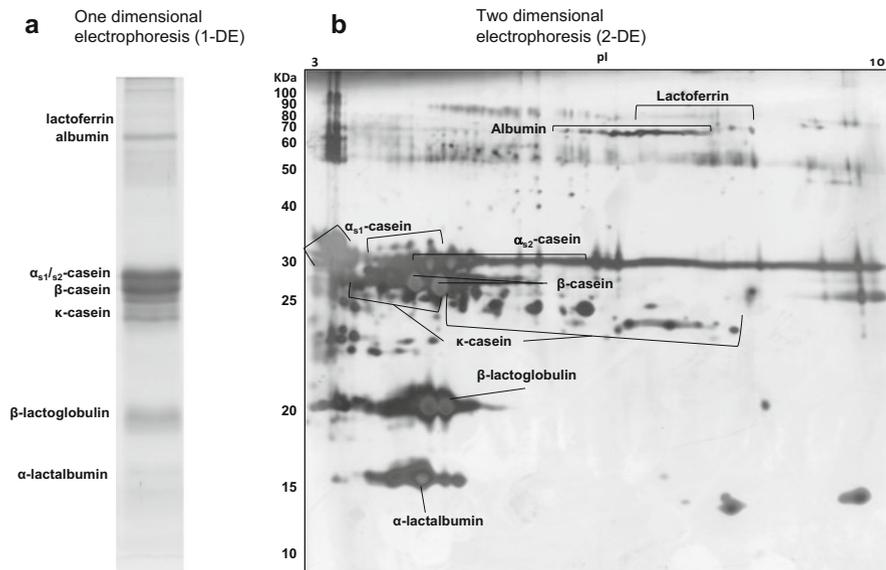 a
One dimensional
electrophoresis (1-DE)
lactoferrin
albumin
αs1/s2-casein
β-casein
κ-casein
β-lactoglobulin
α-lactalbumin
b
Two dimensional
electrophoresis (2-DE)
3
pI
10
KDa
100
90
80
70
60
50
40
30
25
20
15
10
Lactoferrin
Albumin
αs1-casein
αs2-casein
β-casein
κ-casein
β-lactoglobulin
α-lactalbumin